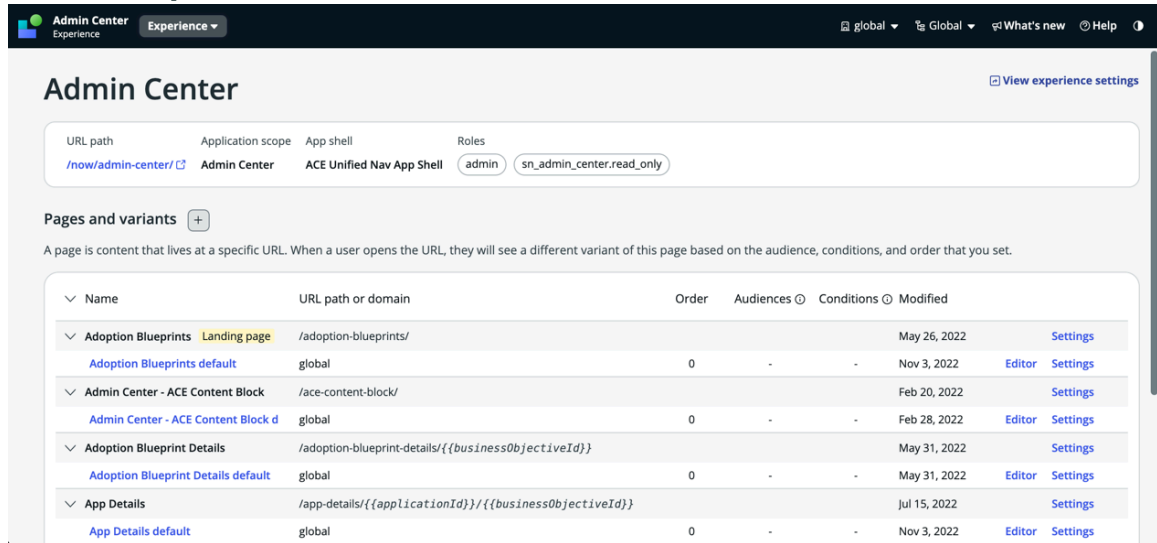 Admin Center
Experience
Experience
global
Global
What's new
Help
Admin Center
View experience settings
URL path Application scope App shell Roles
/now/admin-center/ Admin Center ACE Unified Nav App Shell admin sn_admin_center.read_only
Pages and variants +
A page is content that lives at a specific URL. When a user opens the URL, they will see a different variant of this page based on the audience, conditions, and order that you set.
Name URL path or domain Order Audiences Conditions Modified
Adoption Blueprints Landing page /adoption-blueprints/ May 26, 2022 Settings
Adoption Blueprints default global 0 - - Nov 3, 2022 Editor Settings
Admin Center - ACE Content Block /ace-content-block/ Feb 20, 2022 Settings
Admin Center - ACE Content Block d global 0 - - Feb 28, 2022 Editor Settings
Adoption Blueprint Details /adoption-blueprint-details/{{businessObjectiveId}} May 31, 2022 Settings
Adoption Blueprint Details default global 0 - - May 31, 2022 Editor Settings
App Details /app-details/{{applicationId}}/{{businessObjectiveId}} Jul 15, 2022 Settings
App Details default global 0 - - Nov 3, 2022 Editor Settings